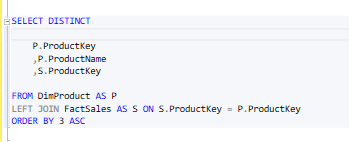 SELECT DISTINCT
P.ProductKey
,P.ProductName
,S.ProductKey
FROM DimProduct AS P
LEFT JOIN FactSales AS S ON S.ProductKey = P.ProductKey
ORDER BY 3 ASC